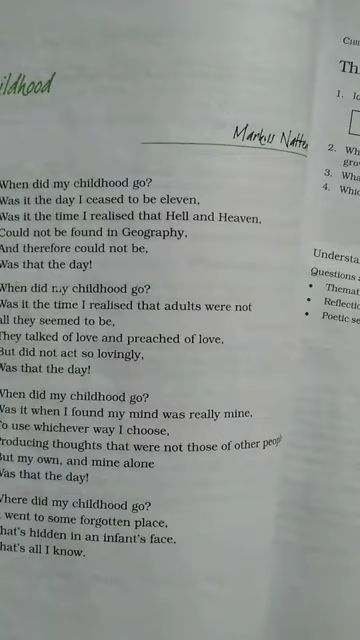 ildhood
Markus Natten
When did my childhood go?
Was it the day I ceased to be eleven,
Was it the time I realised that Hell and Heaven,
Could not be found in Geography,
And therefore could not be,
Was that the day!
When did my childhood go?
Was it the time I realised that adults were not
all they seemed to be,
They talked of love and preached of love,
But did not act so lovingly,
Was that the day!
When did my childhood go?
Was it when I found my mind was really mine,
To use whichever way I choose,
Producing thoughts that were not those of other people
But my own, and mine alone
Was that the day!
Where did my childhood go?
It went to some forgotten place,
That's hidden in an infant's face,
That's all I know.
Th
1.
2. Wh
gro
3. Wha
4. Whic
Understa
Questions
• Themat
• Reflectio
• Poetic se